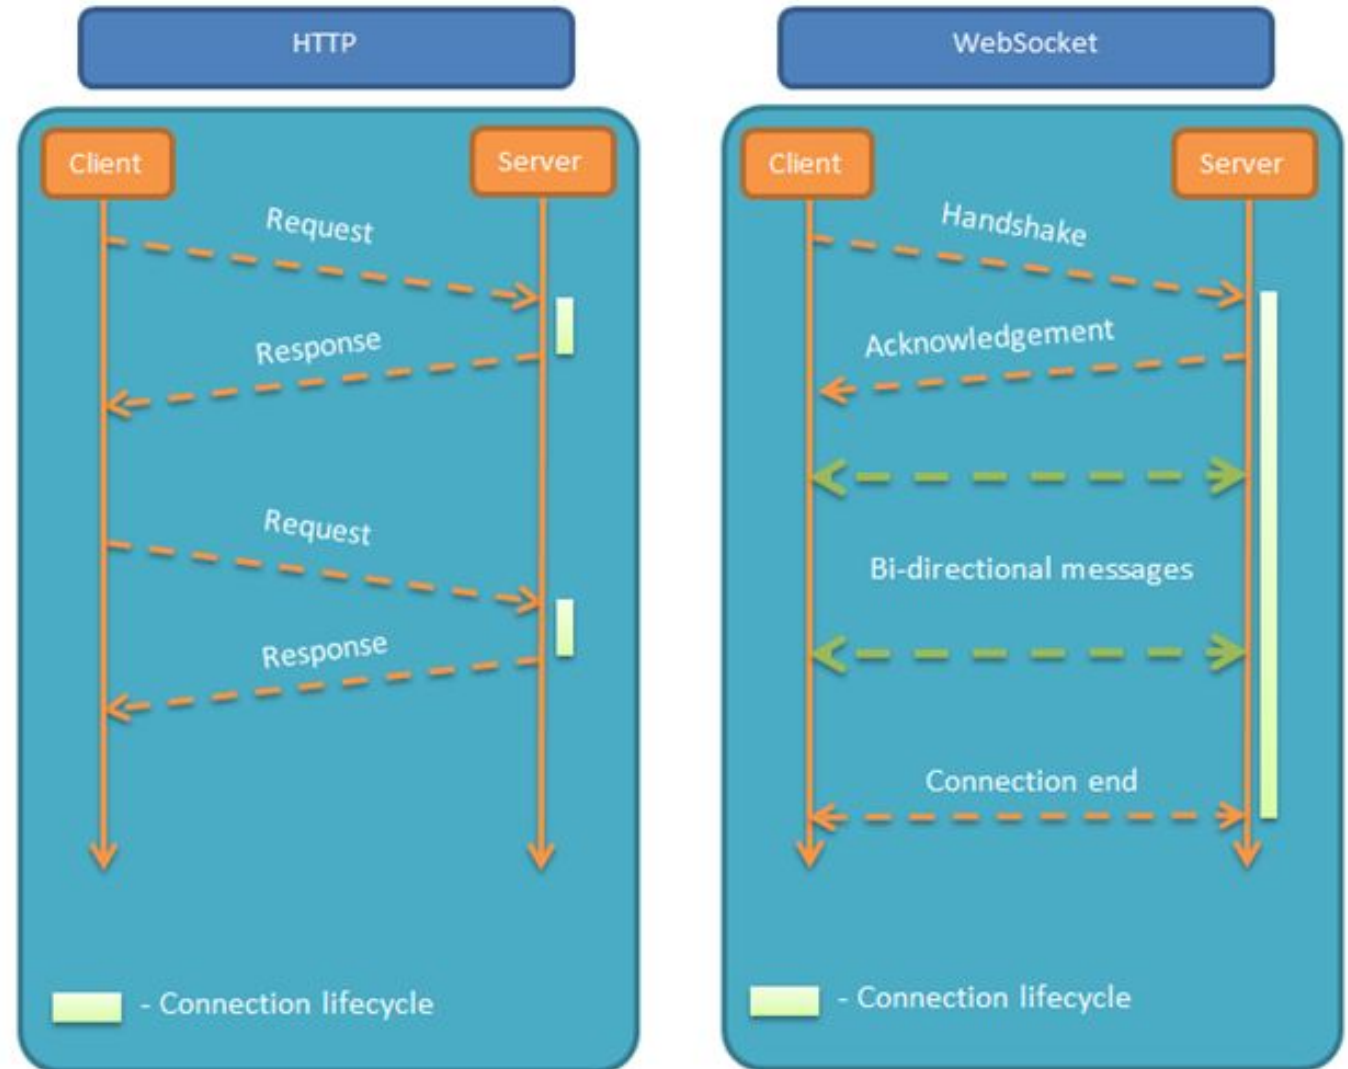 HTTP
Client
Server
Request
Response
Request
Response
- Connection lifecycle
WebSocket
Client
Server
Handshake
Acknowledgement
Bi-directional messages
Connection end
- Connection lifecycle